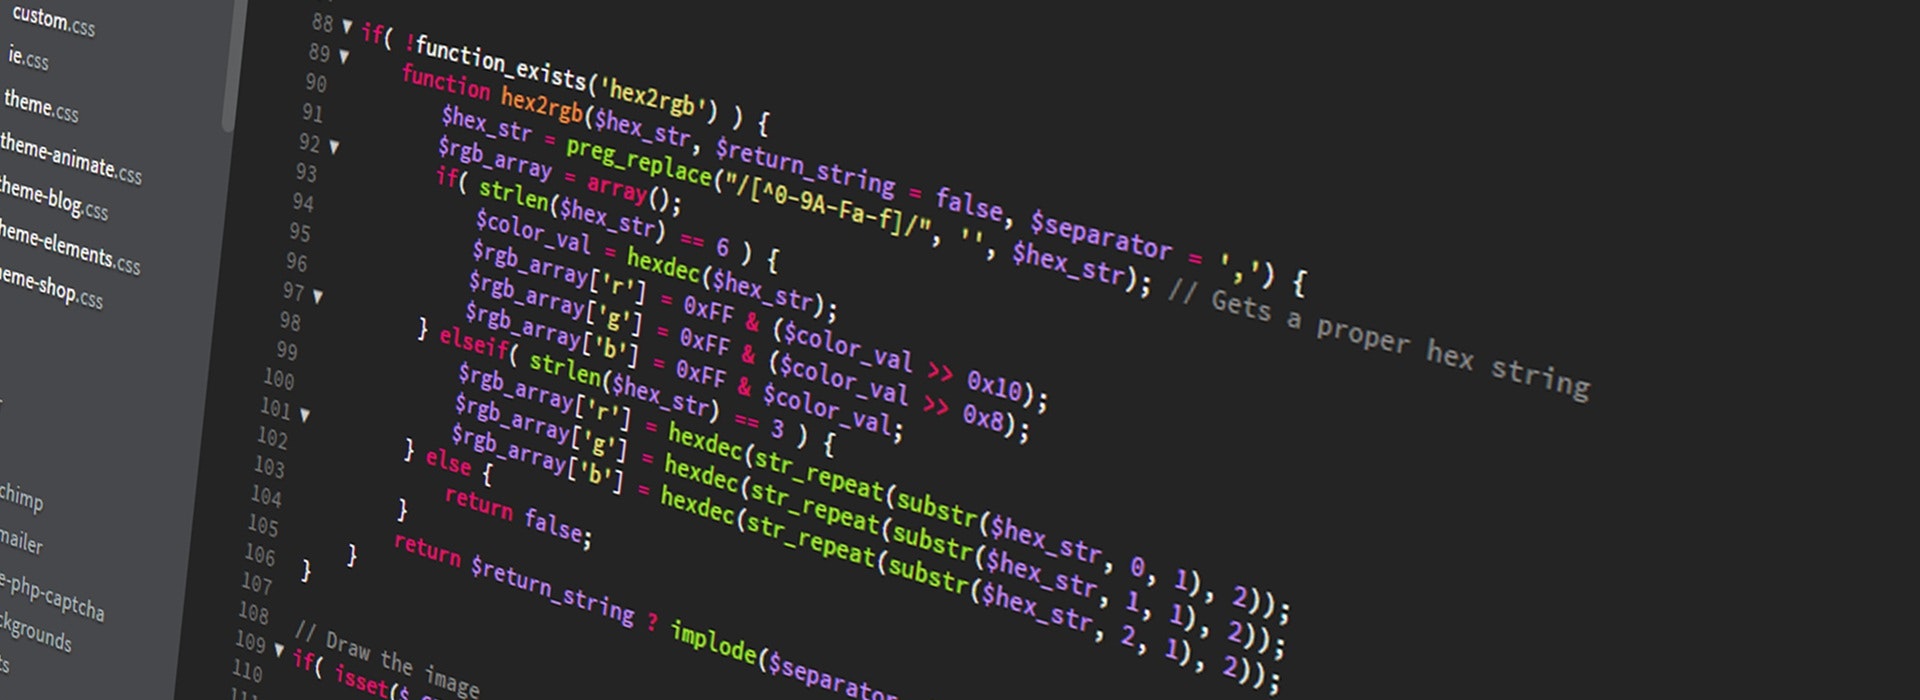 custom.css
ie.css
theme.css
theme-animate.css
theme-blog.css
theme-elements.css
theme-shop.css
chimp
mailer
-php-captcha
ckgrounds
88 if( !function_exists('hex2rgb') ) {
89 function hex2rgb($hex_str, $return_string = false, $separator = ',') {
90 $hex_str = preg_replace("/[^0-9A-Fa-f]/", '', $hex_str); // Gets a proper hex string
91 $rgb_array = array();
92 if( strlen($hex_str) == 6 ) {
93 $color_val = hexdec($hex_str);
94 $rgb_array['r'] = 0xFF & ($color_val >> 0x10);
95 $rgb_array['g'] = 0xFF & ($color_val >> 0x8);
96 $rgb_array['b'] = 0xFF & $color_val;
97 } elseif( strlen($hex_str) == 3 ) {
98 $rgb_array['r'] = hexdec(str_repeat(substr($hex_str, 0, 1), 2));
99 $rgb_array['g'] = hexdec(str_repeat(substr($hex_str, 1, 1), 2));
100 $rgb_array['b'] = hexdec(str_repeat(substr($hex_str, 2, 1), 2));
101 } else {
102 return false;
103 }
104 return $return_string ? implode($separator
105 }
106 }
107
108 // Draw the image
109 if( isset($
110
111